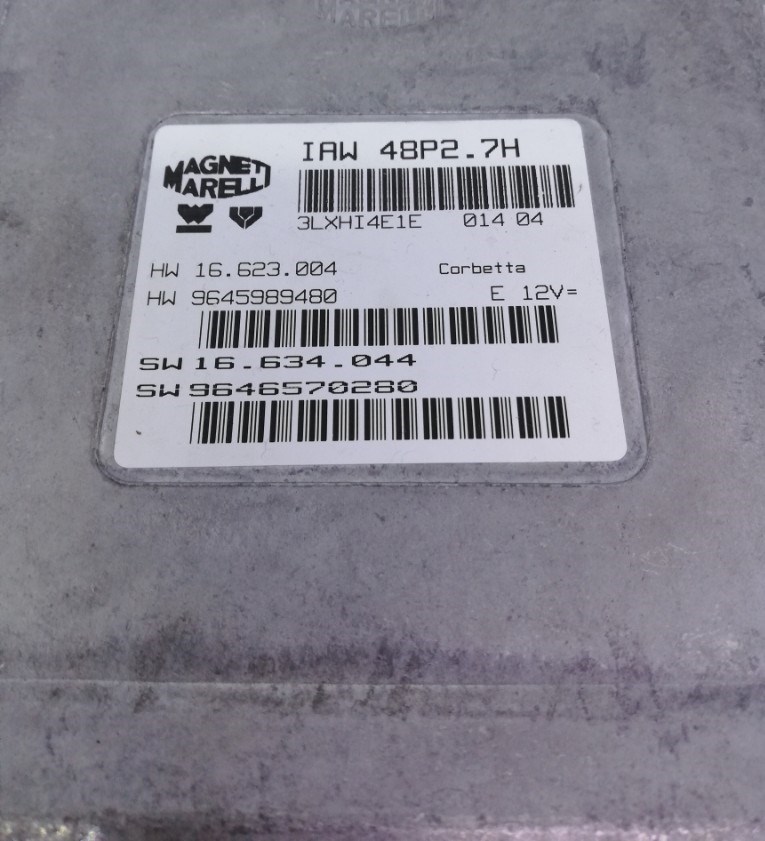 MARELLI
IAW 48P2.7H
MAGNETI
MARELLI
3LXHI4E1E 014 04
HW 16.623.004 Corbetta
HW 9645989480 E 12V=
SW 16.634.044
SW 9646570280